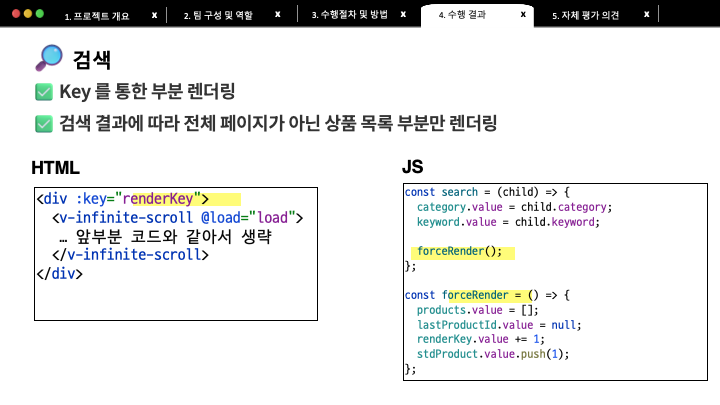 1. 프로젝트 개요 x 2. 팀 구성 및 역할 x 3. 수행절차 및 방법 x 4. 수행 결과 x 5. 자체 평가 의견 x
검색
Key 를 통한 부분 렌더링
검색 결과에 따라 전체 페이지가 아닌 상품 목록 부분만 렌더링
HTML
<div :key="renderKey">
<v-infinite-scroll @load="load">
… 앞부분 코드와 같아서 생략
</v-infinite-scroll>
</div>
JS
const search = (child) => {
category.value = child.category;
keyword.value = child.keyword;
forceRender();
};
const forceRender = () => {
products.value = [];
lastProductId.value = null;
renderKey.value += 1;
stdProduct.value.push(1);
};